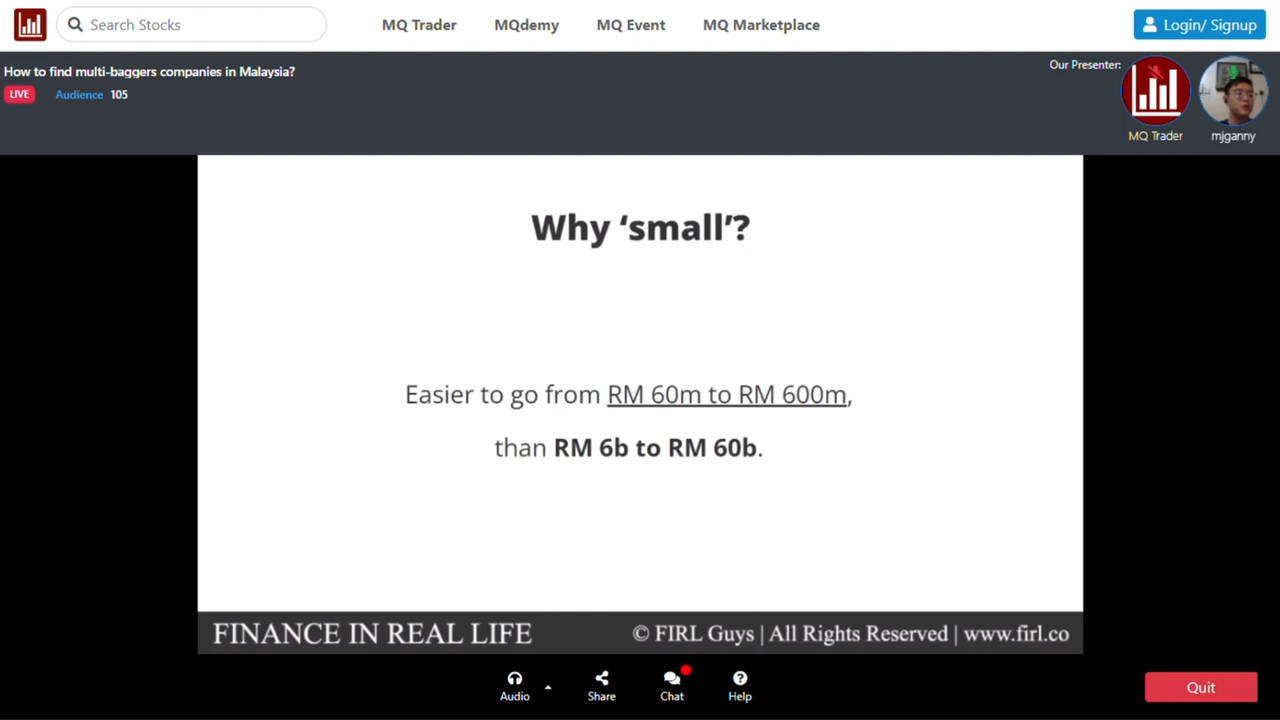 Search Stocks
MQ Trader
MQdemy
MQ Event
MQ Marketplace
Login/ Signup
How to find multi-baggers companies in Malaysia?
LIVE
Audience 105
Our Presenter:
MQ Trader
mjganny
Why ‘small’?
Easier to go from RM 60m to RM 600m,
than RM 6b to RM 60b.
FINANCE IN REAL LIFE
© FIRL Guys | All Rights Reserved | www.firl.co
Audio
Share
Chat
Help
Quit